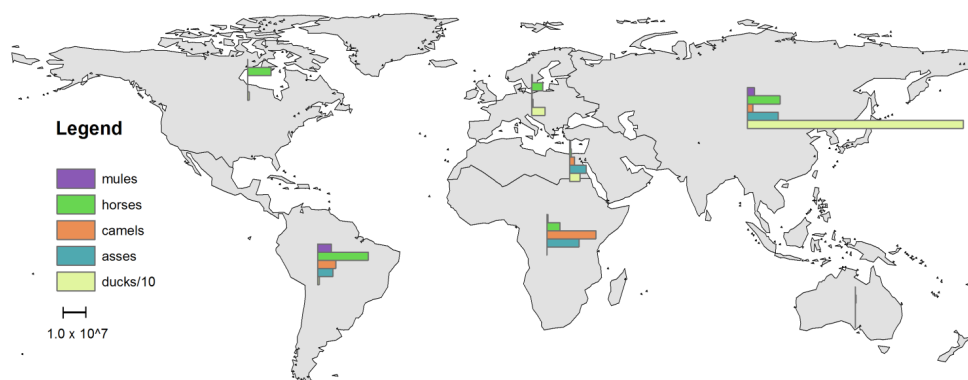 Legend
mules
horses
camels
asses
ducks/10
1.0 x 10^7